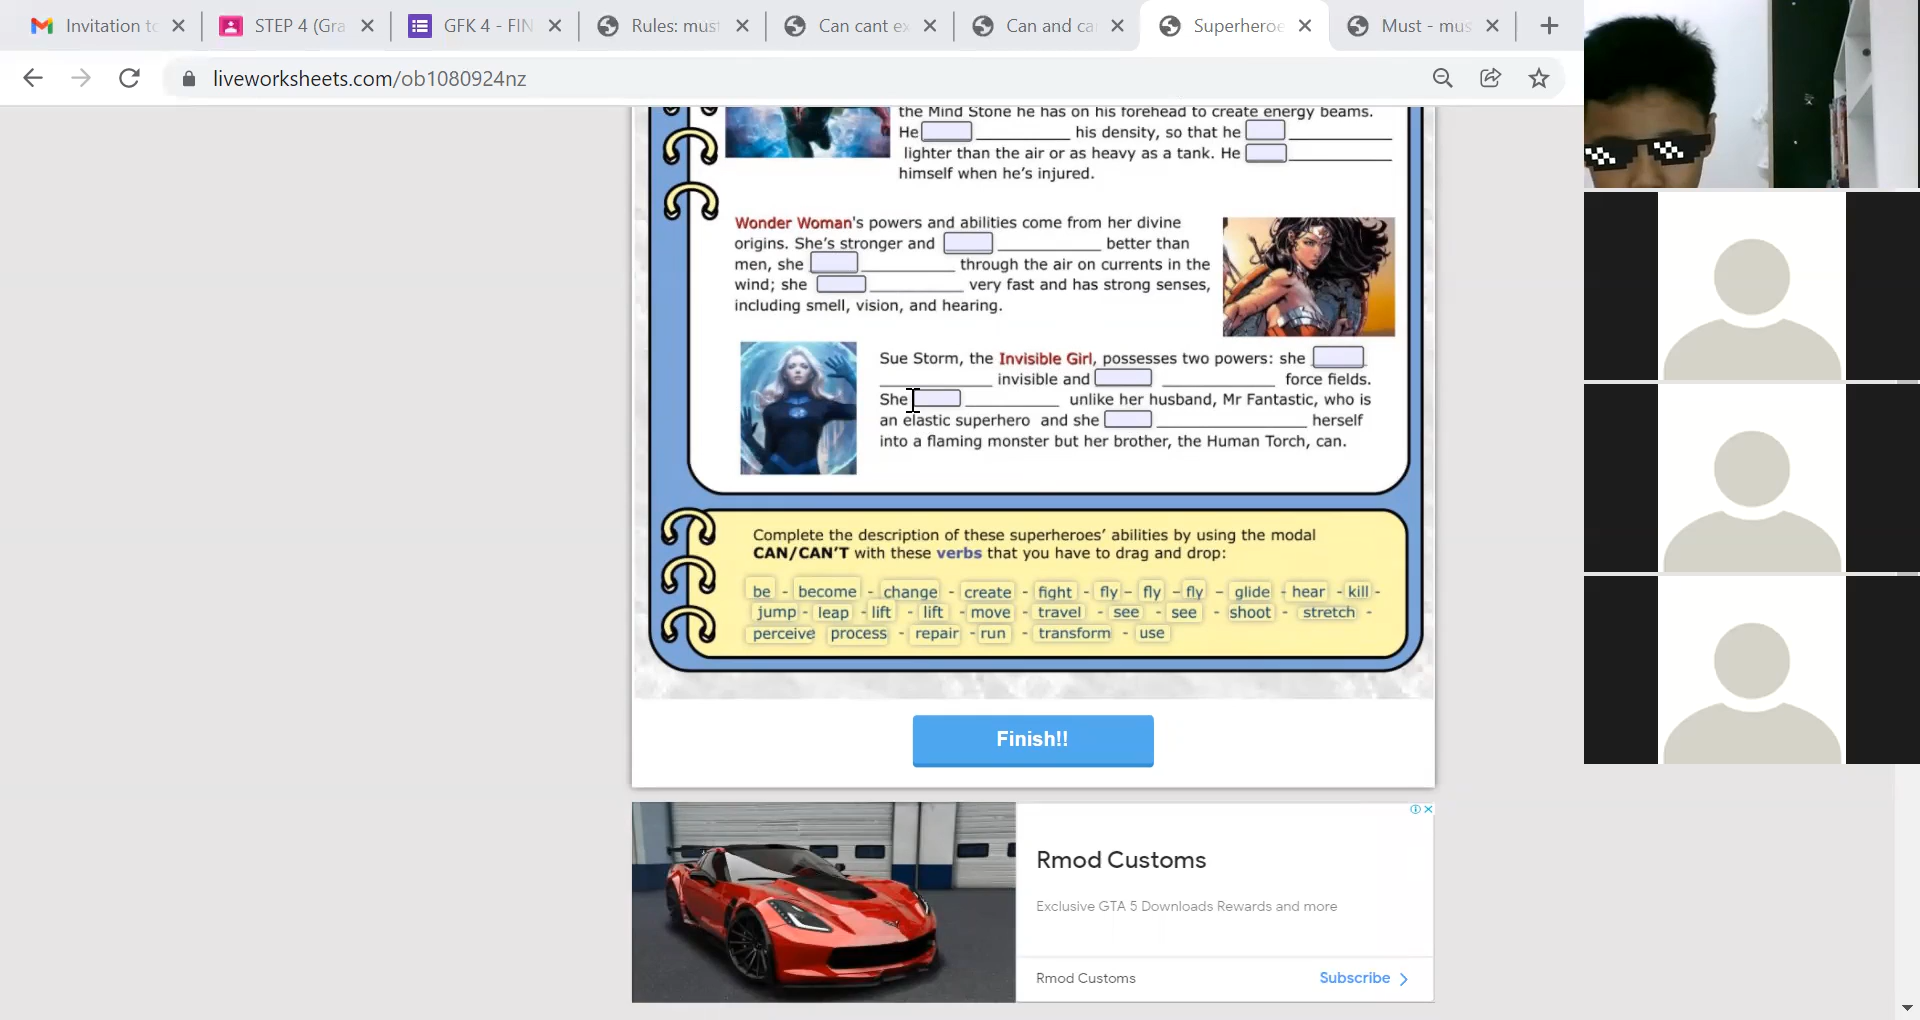 Invitation to
STEP 4 (Gra
GFK 4 - FIN
Rules: must
Can cant ex
Can and ca
Superheroe
Must - mus
liveworksheets.com/ob1080924nz
the Mind Stone he has on his forehead to create energy beams.
He ____________ his density, so that he ____________
lighter than the air or as heavy as a tank. He ____________
himself when he's injured.
Wonder Woman's powers and abilities come from her divine
origins. She's stronger and ____________ better than
men, she ____________ through the air on currents in the
wind; she ____________ very fast and has strong senses,
including smell, vision, and hearing.
Sue Storm, the Invisible Girl, possesses two powers: she
____________ invisible and ____________ force fields.
She ____________ unlike her husband, Mr Fantastic, who is
an elastic superhero and she ____________ herself
into a flaming monster but her brother, the Human Torch, can.
Complete the description of these superheroes' abilities by using the modal
CAN/CAN'T with these verbs that you have to drag and drop:
be - become - change - create - fight - fly - fly - fly - glide - hear - kill -
jump - leap - lift - lift - move - travel - see - see - shoot - stretch -
perceive process - repair - run - transform - use
Finish!!
Rmod Customs
Exclusive GTA 5 Downloads Rewards and more
Rmod Customs
Subscribe